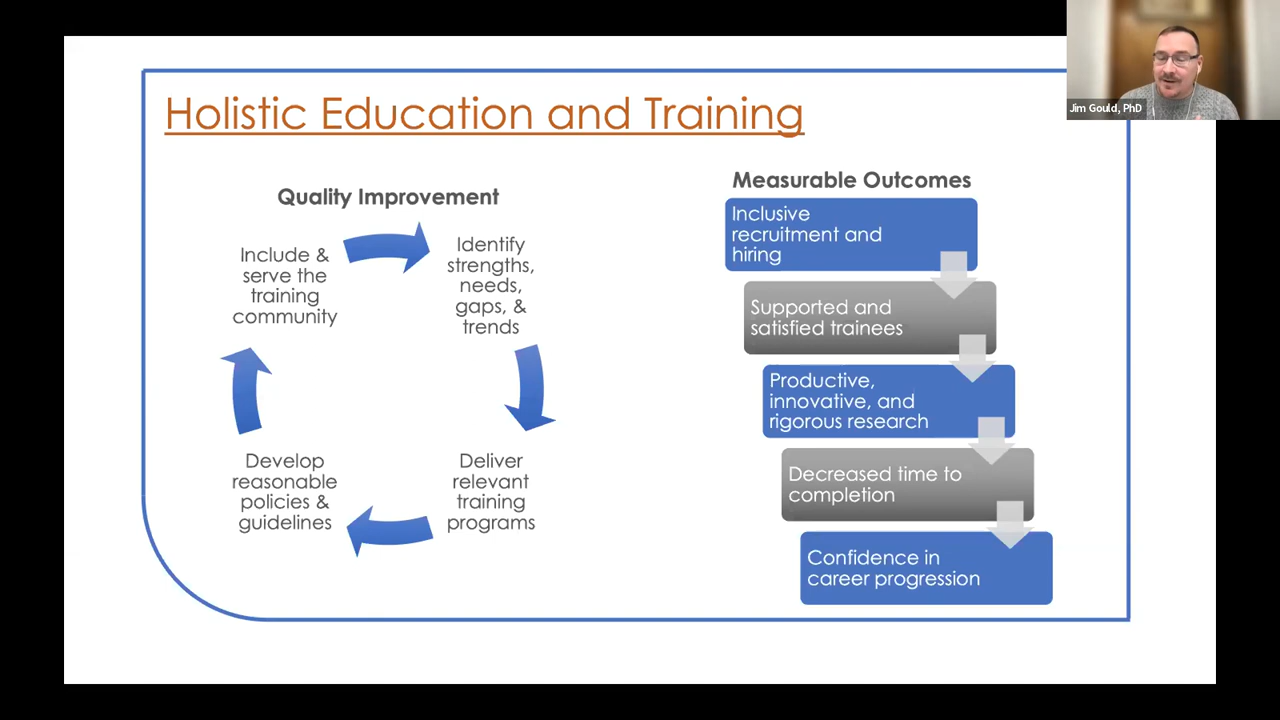 Holistic Education and Training
Jim Gould, PhD
Quality Improvement
Include &
serve the
training
community
Identify
strengths,
needs,
gaps, &
trends
Deliver
relevant
training
programs
Develop
reasonable
policies &
guidelines
Measurable Outcomes
Inclusive
recruitment and
hiring
Supported and
satisfied trainees
Productive,
innovative, and
rigorous research
Decreased time to
completion
Confidence in
career progression